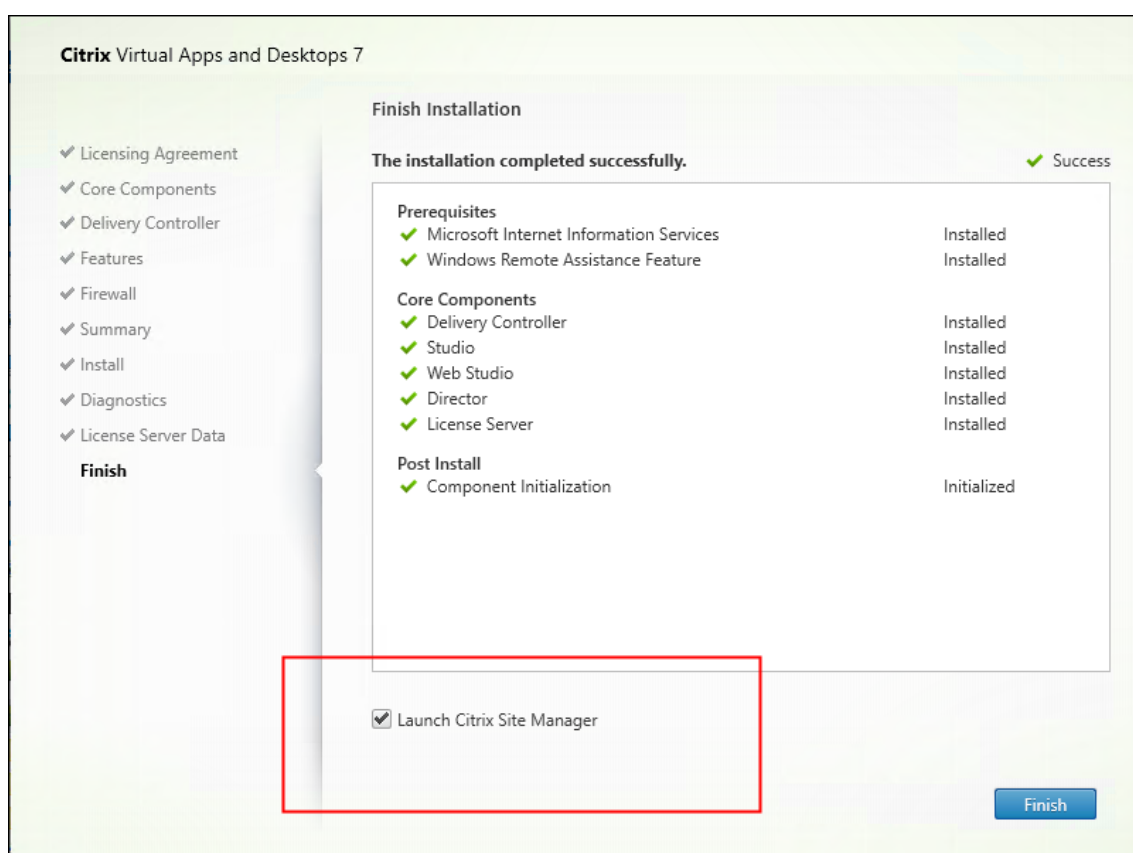 Citrix Virtual Apps and Desktops 7
Licensing Agreement
Core Components
Delivery Controller
Features
Firewall
Summary
Install
Diagnostics
License Server Data
Finish
Finish Installation
The installation completed successfully.
Success
Prerequisites
Microsoft Internet Information Services Installed
Windows Remote Assistance Feature Installed
Core Components
Delivery Controller Installed
Studio Installed
Web Studio Installed
Director Installed
License Server Installed
Post Install
Component Initialization Initialized
Launch Citrix Site Manager
Finish